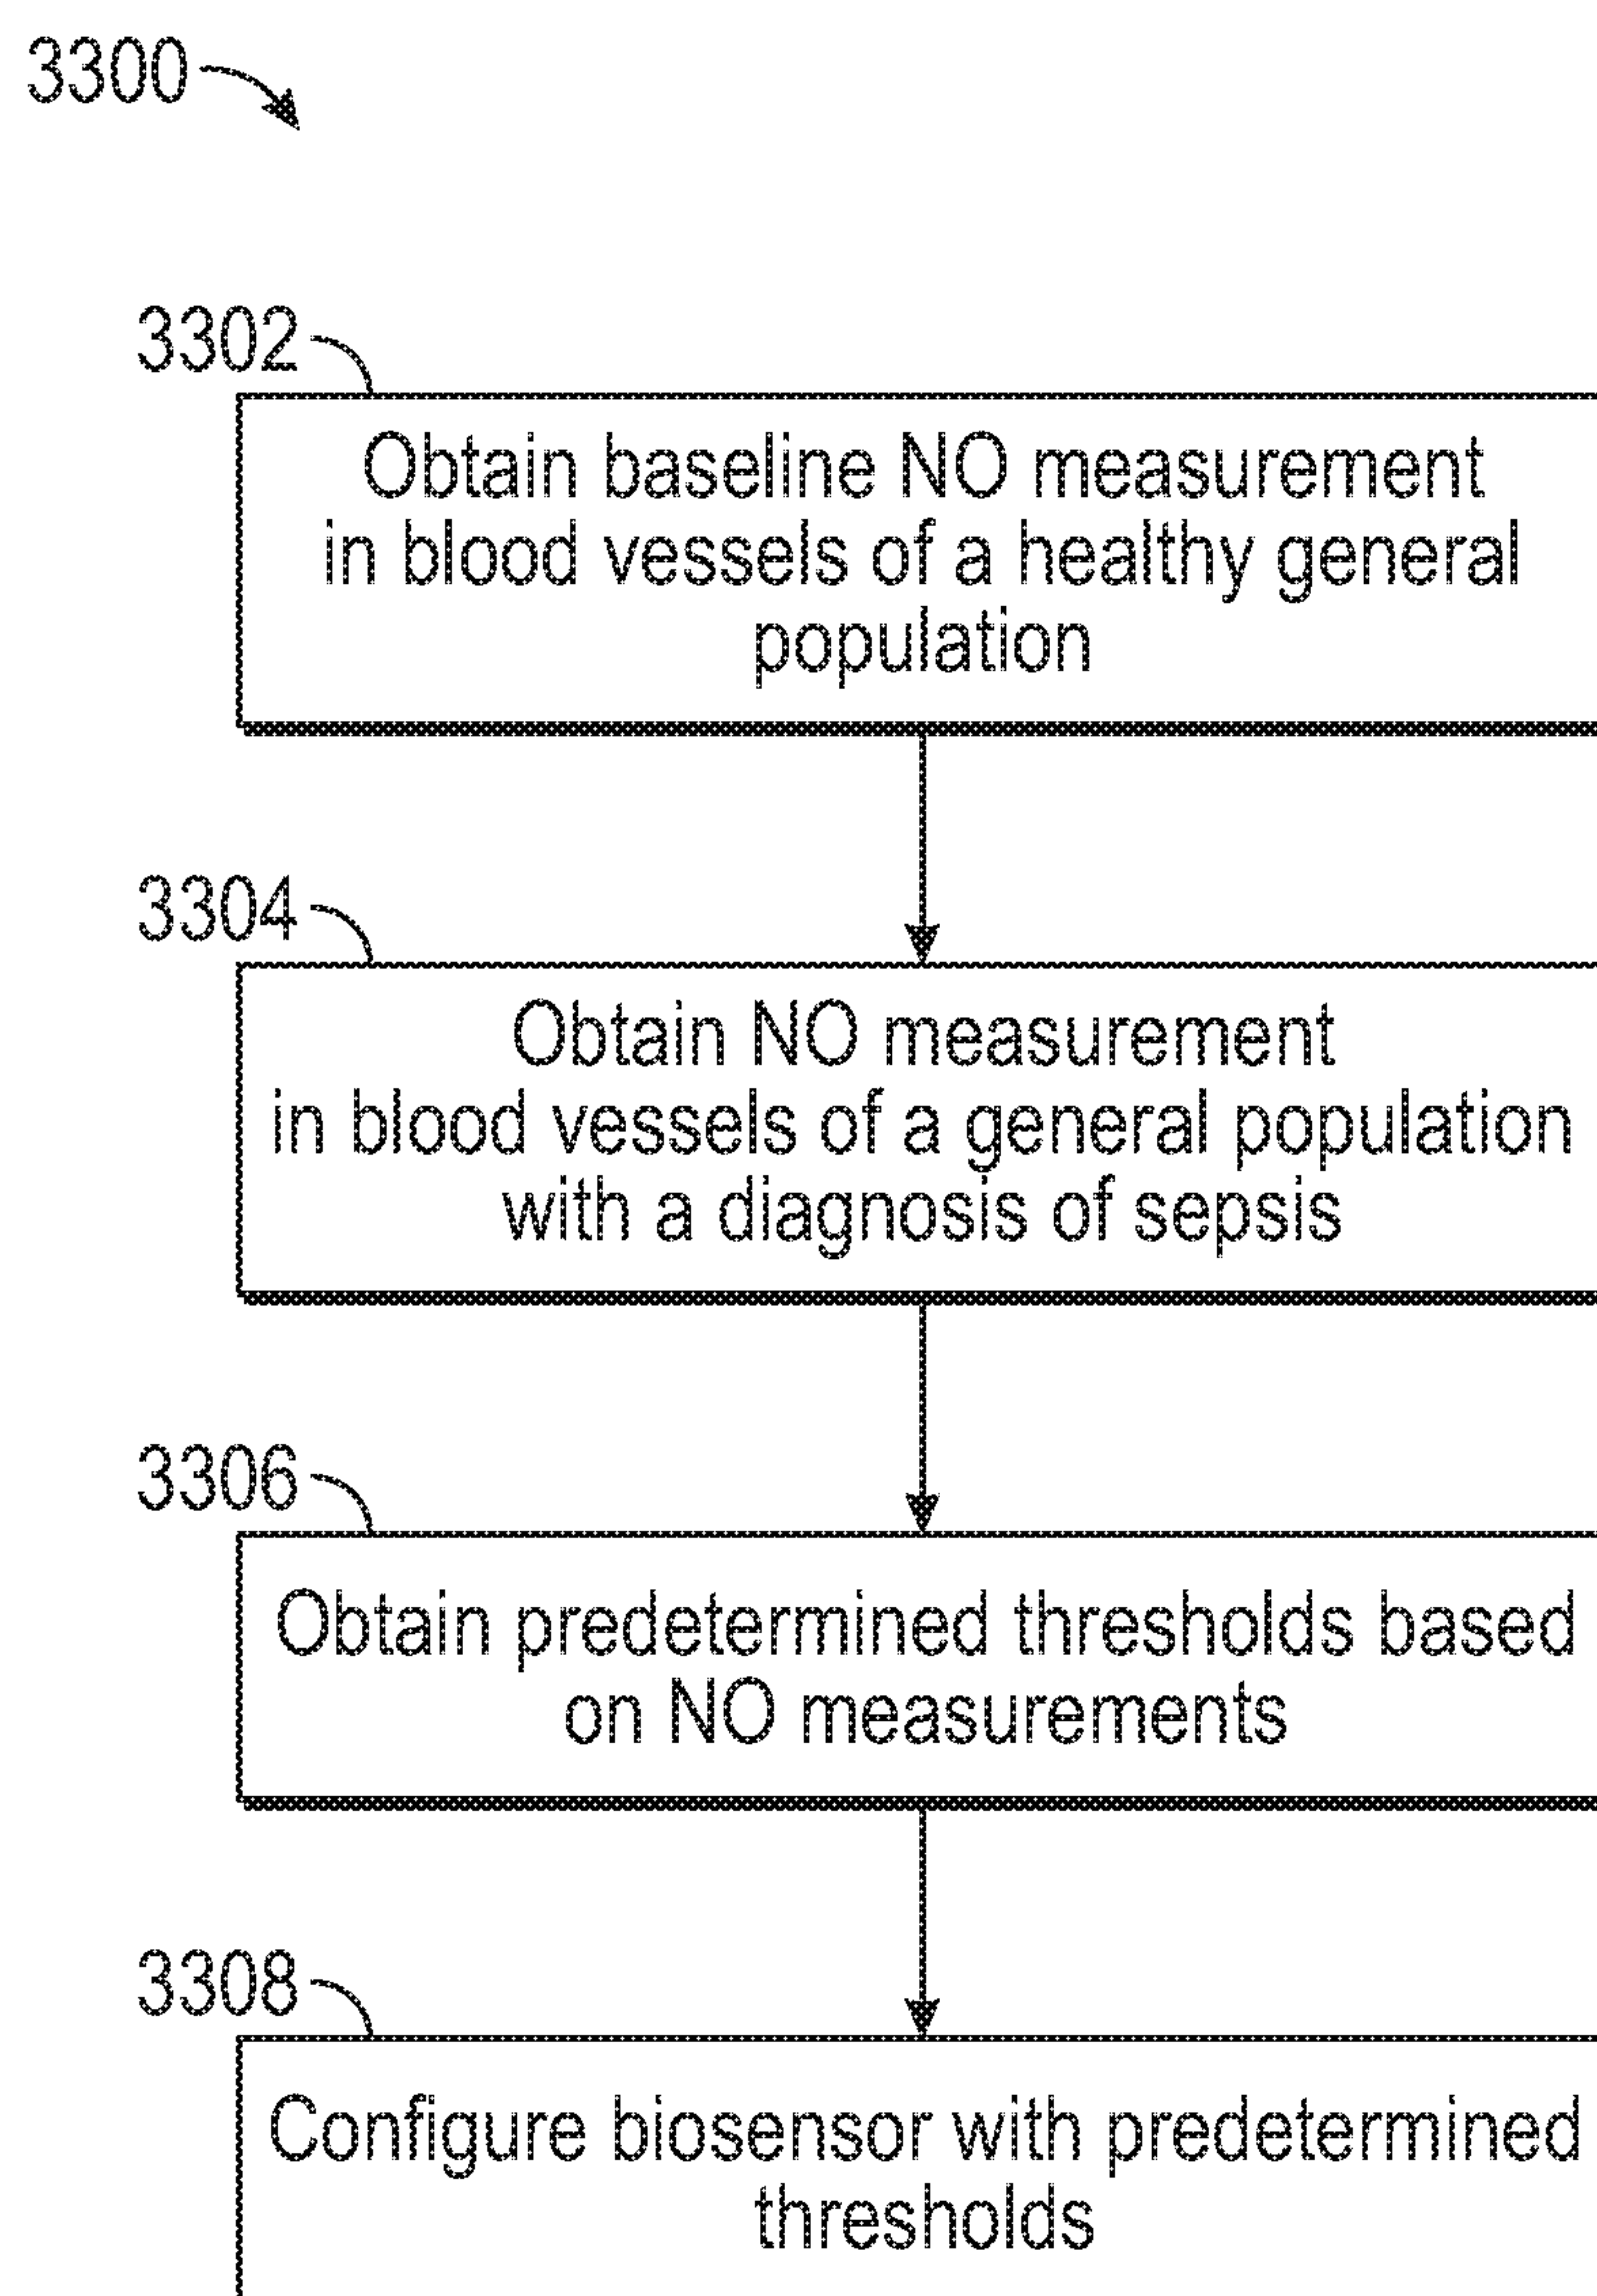 3300
3302
Obtain baseline NO measurement
in blood vessels of a healthy general
population
3304
Obtain NO measurement
in blood vessels of a general population
with a diagnosis of sepsis
3306
Obtain predetermined thresholds based
on NO measurements
3308
Configure biosensor with predetermined
thresholds